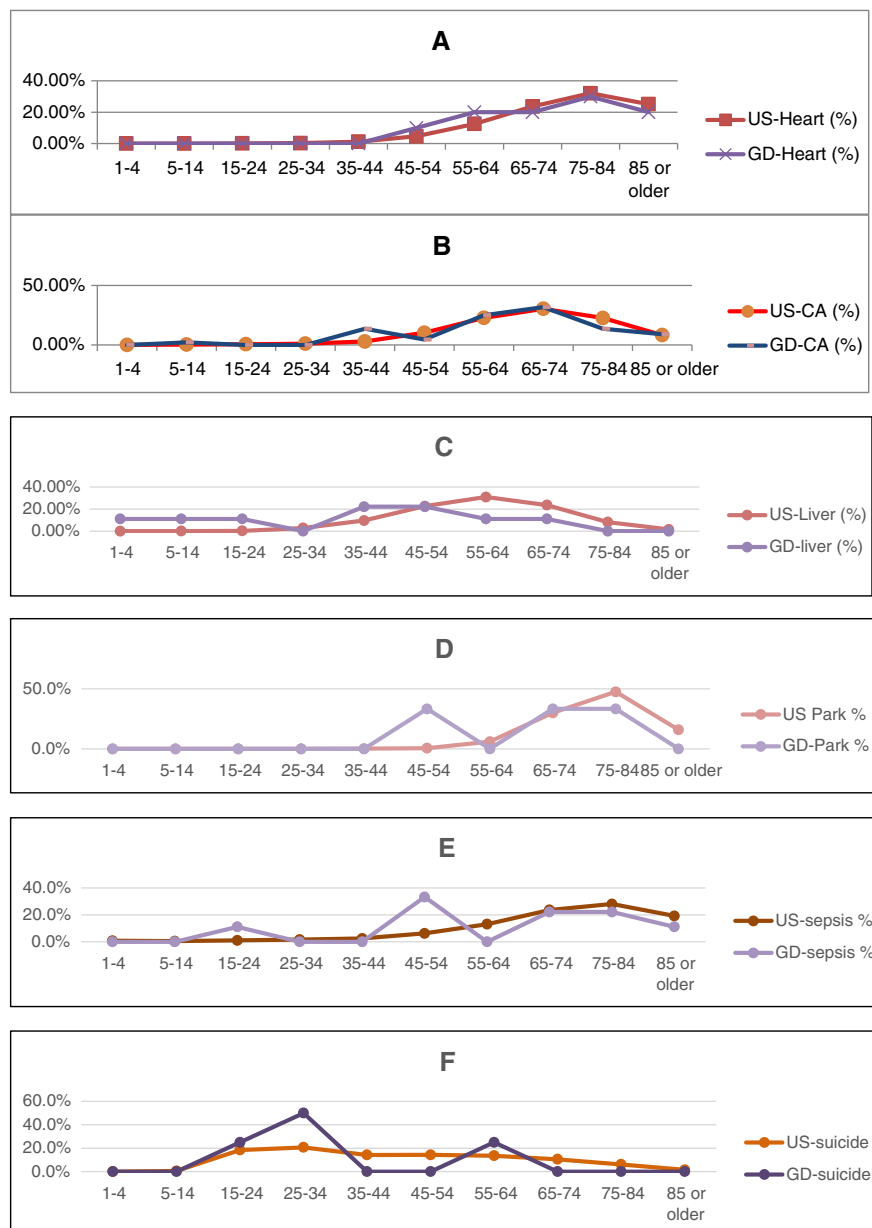 A
40.00%
20.00%
0.00%
1-4 5-14 15-24 25-34 35-44 45-54 55-64 65-74 75-84 85 or
older
US-Heart (%)
GD-Heart (%)
B
50.00%
0.00%
1-4 5-14 15-24 25-34 35-44 45-54 55-64 65-74 75-84 85 or older
US-CA (%)
GD-CA (%)
C
40.00%
20.00%
0.00%
1-4 5-14 15-24 25-34 35-44 45-54 55-64 65-74 75-84 85 or
older
US-Liver (%)
GD-liver (%)
D
50.0%
0.0%
1-4 5-14 15-24 25-34 35-44 45-54 55-64 65-74 75-84 85 or older
US Park %
GD-Park %
E
40.0%
20.0%
0.0%
1-4 5-14 15-24 25-34 35-44 45-54 55-64 65-74 75-84 85 or
older
US-sepsis %
GD-sepsis %
F
60.0%
40.0%
20.0%
0.0%
1-4 5-14 15-24 25-34 35-44 45-54 55-64 65-74 75-84 85 or
older
US-suicide
GD-suicide